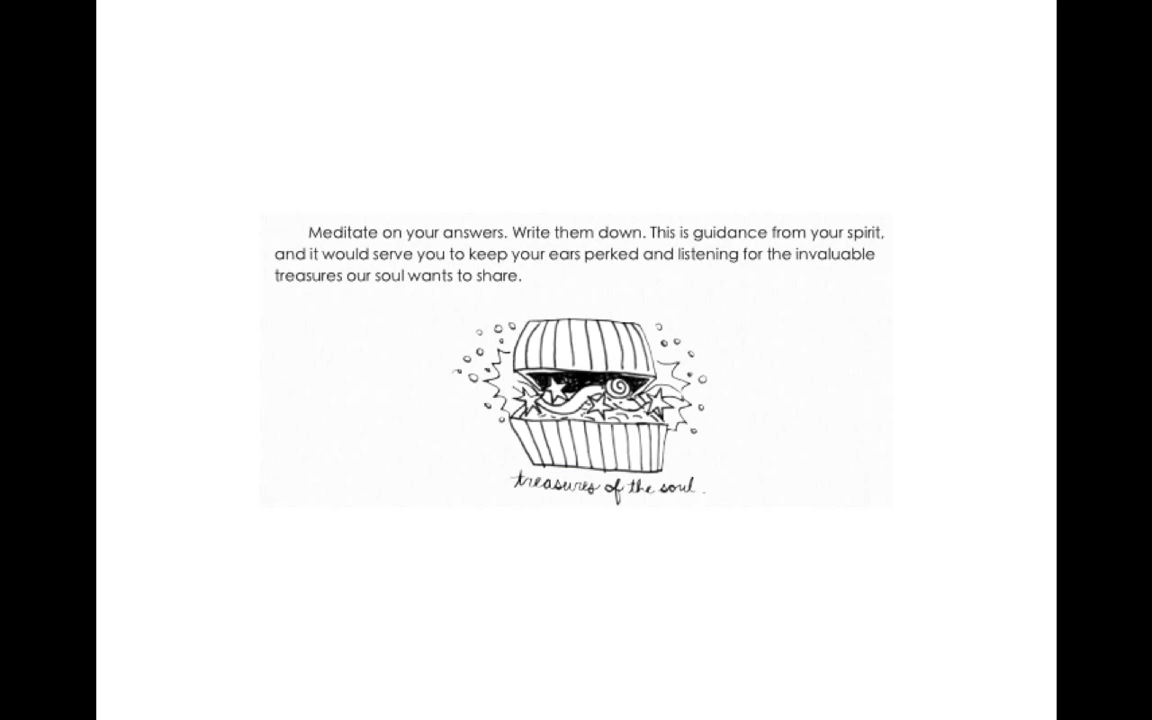 Meditate on your answers. Write them down. This is guidance from your spirit,
and it would serve you to keep your ears perked and listening for the invaluable
treasures our soul wants to share.
treasures of the soul.